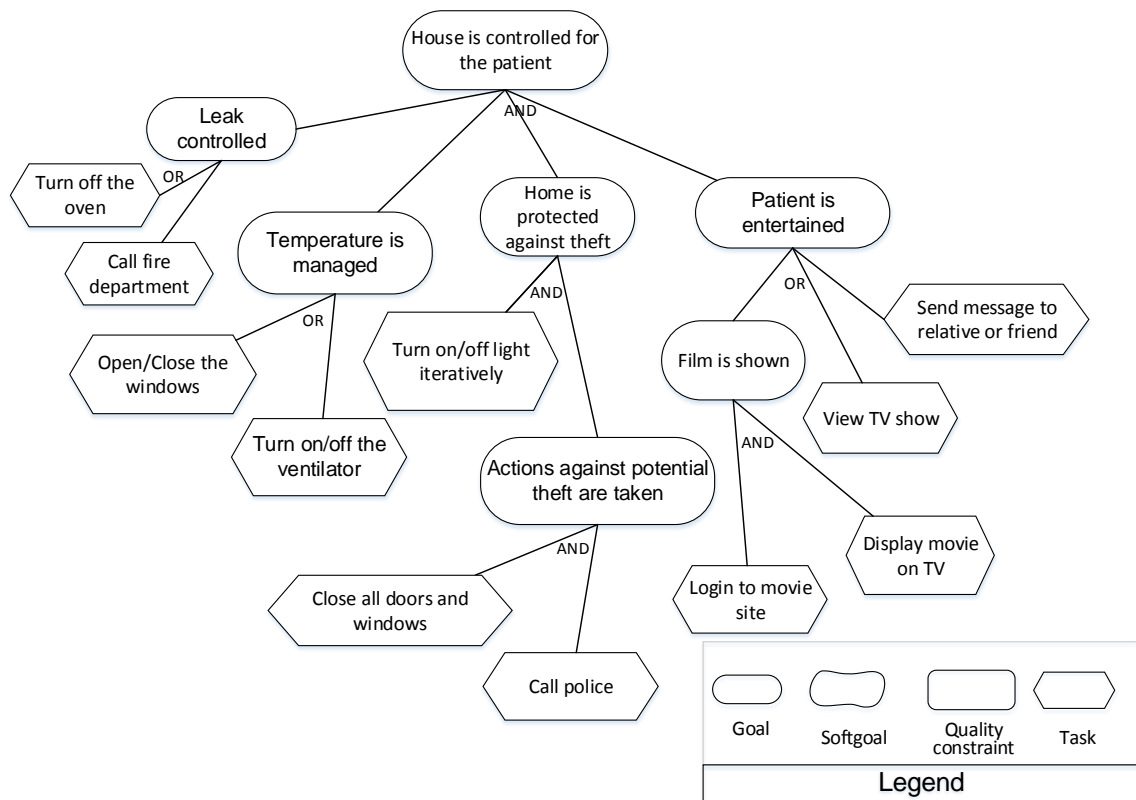 House is controlled for
the patient
AND
Leak
controlled
OR
Turn off the
oven
Call fire
department
Temperature is
managed
OR
Open/Close the
windows
Turn on/off the
ventilator
Home is
protected
against theft
AND
Turn on/off light
iteratively
Actions against potential
theft are taken
AND
Close all doors and
windows
Call police
Patient is
entertained
OR
Send message to
relative or friend
Film is shown
View TV show
AND
Login to movie
site
Display movie
on TV
Goal
Softgoal
Quality
constraint
Task
Legend